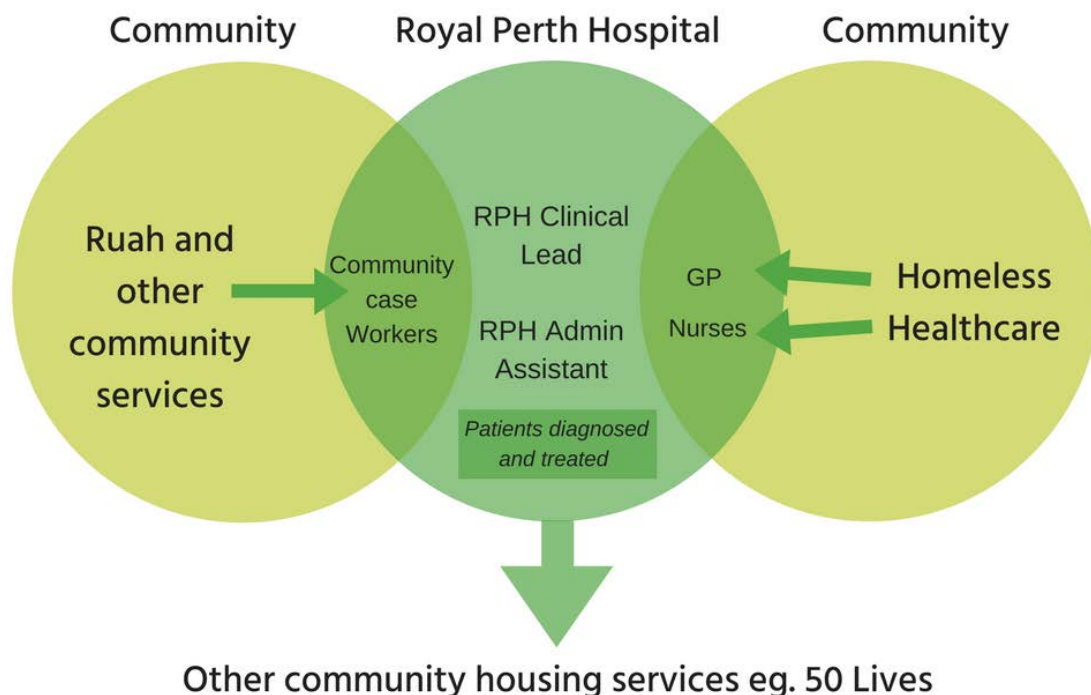 Community
Royal Perth Hospital
Community
Ruah and
other
community
services
Community
case
Workers
RPH Clinical
Lead
RPH Admin
Assistant
Patients diagnosed
and treated
GP
Nurses
Homeless
Healthcare
Other community housing services eg. 50 Lives